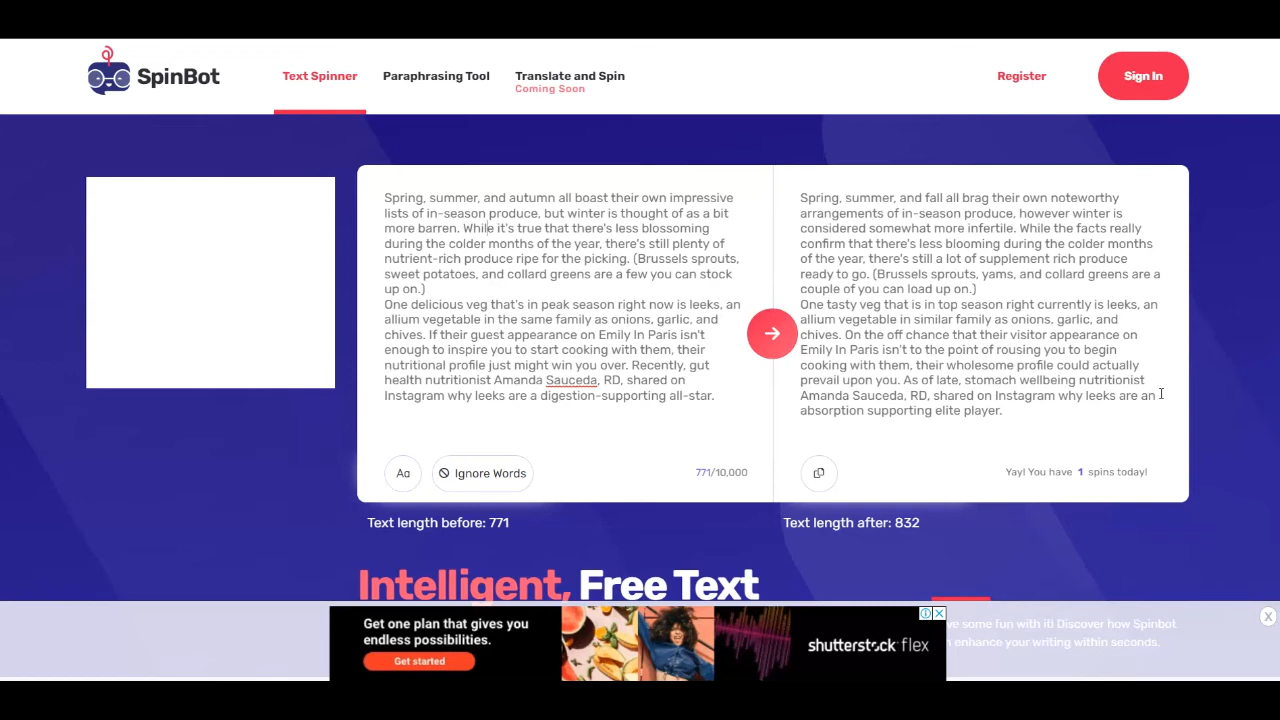 SpinBot
Text Spinner
Paraphrasing Tool
Translate and Spin
Coming Soon
Register
Sign In
Spring, summer, and autumn all boast their own impressive
lists of in-season produce, but winter is thought of as a bit
more barren. While it's true that there's less blossoming
during the colder months of the year, there's still plenty of
nutrient-rich produce ripe for the picking. (Brussels sprouts,
sweet potatoes, and collard greens are a few you can stock
up on.)
One delicious veg that's in peak season right now is leeks, an
allium vegetable in the same family as onions, garlic, and
chives. If their guest appearance on Emily In Paris isn't
enough to inspire you to start cooking with them, their
nutritional profile just might win you over. Recently, gut
health nutritionist Amanda Sauceda, RD, shared on
Instagram why leeks are a digestion-supporting all-star.
Aa
Ignore Words
771/10,000
Spring, summer, and fall all brag their own noteworthy
arrangements of in-season produce, however winter is
considered somewhat more infertile. While the facts really
confirm that there's less blooming during the colder months
of the year, there's still a lot of supplement rich produce
ready to go. (Brussels sprouts, yams, and collard greens are a
couple of you can load up on.)
One tasty veg that is in top season right currently is leeks, an
allium vegetable in similar family as onions, garlic, and
chives. On the off chance that their visitor appearance on
Emily In Paris isn't to the point of rousing you to begin
cooking with them, their wholesome profile could actually
prevail upon you. As of late, stomach wellbeing nutritionist
Amanda Sauceda, RD, shared on Instagram why leeks are an
absorption supporting elite player.
Yay! You have 1 spins today!
Text length before: 771
Text length after: 832
Intelligent, Free Text
Get one plan that gives you
endless possibilities.
Get started
shutterstock flex
ve some fun with it! Discover how Spinbot
n enhance your writing within seconds.
X